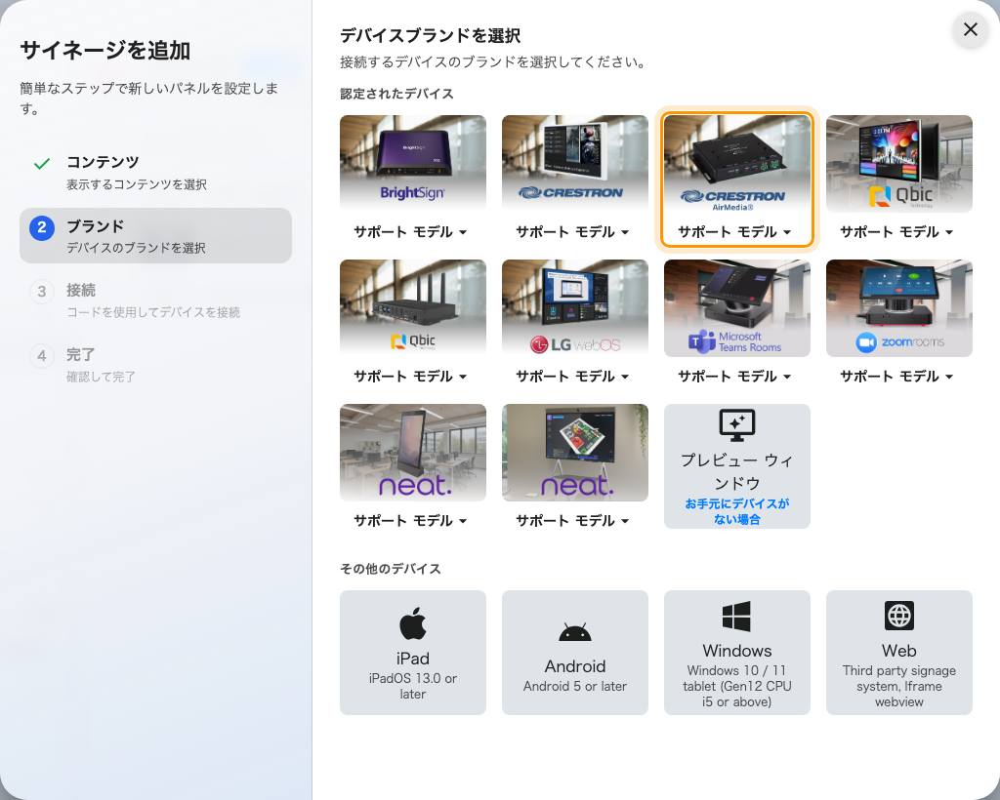 サイネージを追加
簡単なステップで新しいパネルを設定しま
す。
コンテンツ
表示するコンテンツを選択
2
ブランド
デバイスのブランドを選択
3
接続
コードを使用してデバイスを接続
4
完了
確認して完了
デバイスブランドを選択
接続するデバイスのブランドを選択してください。
認定されたデバイス
BrightSign
BrightSign
サポート モデル
CRESTRON
サポート モデル
CRESTRON
AirMedia®
サポート モデル
Qbic
Technology
サポート モデル
Qbic
サポート モデル
LG webOS
サポート モデル
Microsoft
Teams Rooms
サポート モデル
zoomrooms
サポート モデル
neat.
サポート モデル
neat.
サポート モデル
プレビュー ウィ
ンドウ
お手元にデバイスが
ない場合
その他のデバイス
iPad
iPadOS 13.0 or
later
Android
Android 5 or later
Windows
Windows 10 / 11
tablet (Gen12 CPU
i5 or above)
Web
Third party signage
system, Iframe
webview